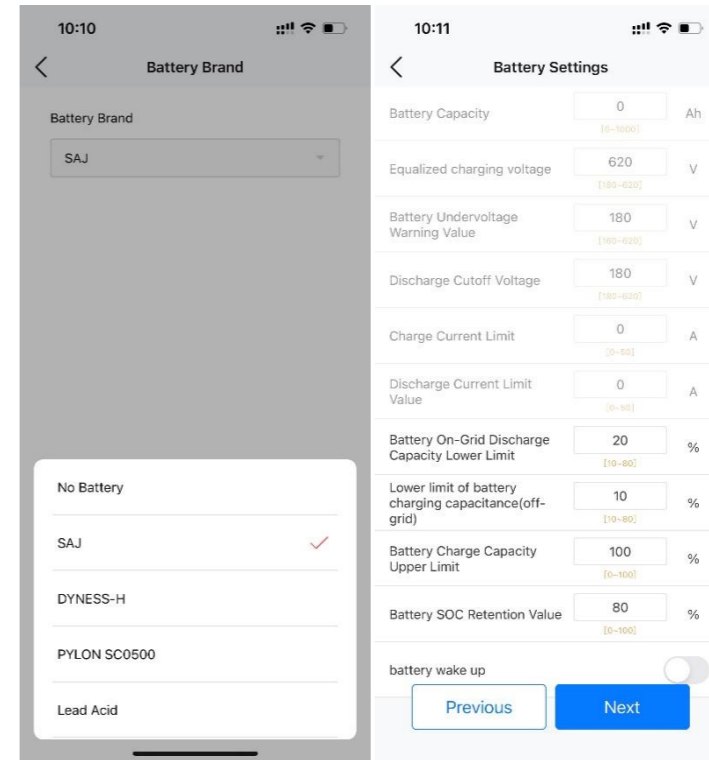 10:10
Battery Brand
Battery Brand
SAJ
No Battery
SAJ
DYNESS-H
PYLON SC0500
Lead Acid
10:11
Battery Settings
Battery Capacity 0 Ah
[0~1000]
Equalized charging voltage 620 V
[180~620]
Battery Undervoltage
Warning Value 180 V
[160~620]
Discharge Cutoff Voltage 180 V
[180~620]
Charge Current Limit 0 A
[0~50]
Discharge Current Limit
Value 0 A
[0~50]
Battery On-Grid Discharge
Capacity Lower Limit 20 %
[10~80]
Lower limit of battery
charging capacitance(off-
grid) 10 %
[10~80]
Battery Charge Capacity
Upper Limit 100 %
[0~100]
Battery SOC Retention Value 80 %
[0~100]
battery wake up
Previous Next